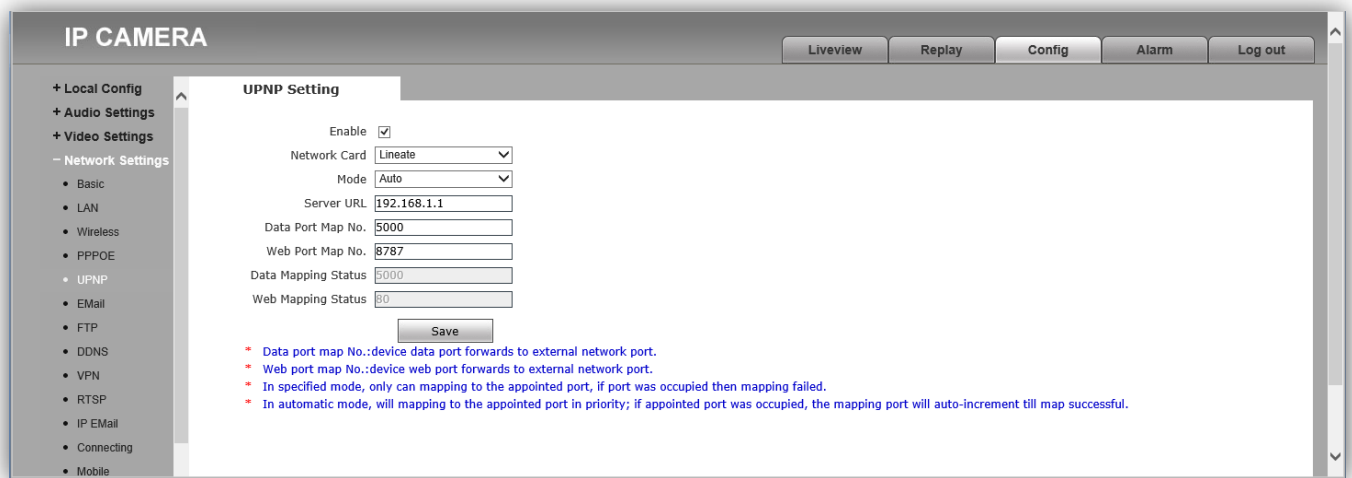 IP CAMERA
Liveview Replay Config Alarm Log out
+ Local Config
+ Audio Settings
+ Video Settings
− Network Settings
• Basic
• LAN
• Wireless
• PPPOE
• UPNP
• EMail
• FTP
• DDNS
• VPN
• RTSP
• IP EMail
• Connecting
• Mobile
UPNP Setting
Enable
Network Card Lineate
Mode Auto
Server URL 192.168.1.1
Data Port Map No. 5000
Web Port Map No. 8787
Data Mapping Status 5000
Web Mapping Status 80
Save
* Data port map No.:device data port forwards to external network port.
* Web port map No.:device web port forwards to external network port.
* In specified mode, only can mapping to the appointed port, if port was occupied then mapping failed.
* In automatic mode, will mapping to the appointed port in priority; if appointed port was occupied, the mapping port will auto-increment till map successful.